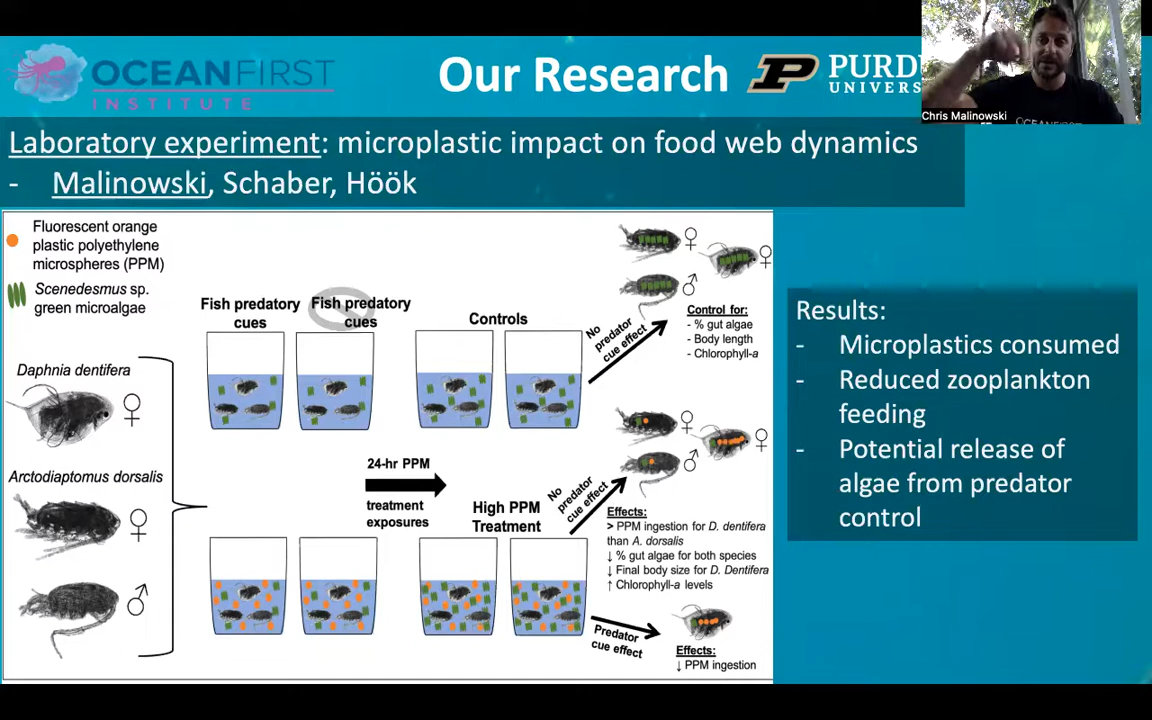 OCEANFIRST
INSTITUTE
Our Research
P
UNIVERS
Chris Malinowski
OCEANFIRST
Laboratory experiment: microplastic impact on food web dynamics
- Malinowski, Schaber, Höök
Fluorescent orange
plastic polyethylene
microspheres (PPM)
Scenedesmus sp.
green microalgae
Daphnia dentifera
♀
Arctodiaptomus dorsalis
♀
♂
Fish predatory
cues
Fish predatory
cues
Controls
24-hr PPM
treatment
exposures
High PPM
Treatment
No
predator
cue effect
♀
♀
♂
Control for:
- % gut algae
- Body length
- Chlorophyll-a
No
predator
cue effect
♀
♀
♂
Effects:
> PPM ingestion for D. dentifera
than A. dorsalis
↓ % gut algae for both species
↓ Final body size for D. Dentifera
↑ Chlorophyll-a levels
Predator
cue effect
Effects:
↓ PPM ingestion
Results:
- Microplastics consumed
- Reduced zooplankton
feeding
- Potential release of
algae from predator
control